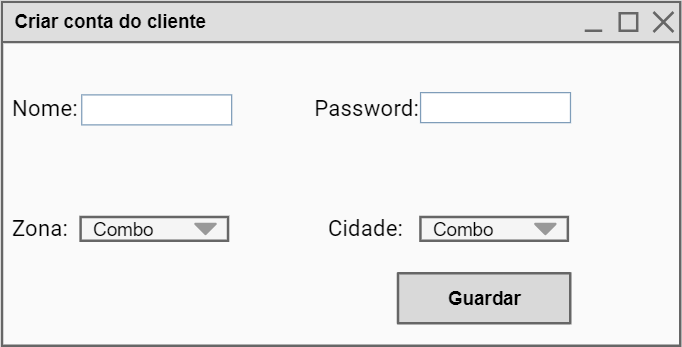 Criar conta do cliente
Nome: Password:
Zona: Combo Cidade: Combo
Guardar